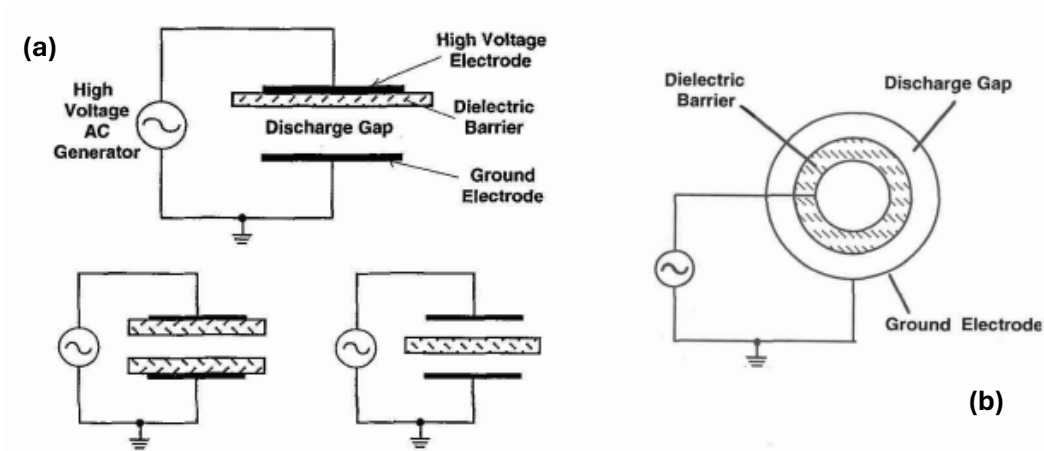 (a)
High Voltage
Electrode
High
Voltage
AC
Generator
Dielectric
Barrier
Discharge Gap
Ground
Electrode
Dielectric
Barrier
Discharge Gap
Ground Electrode
(b)